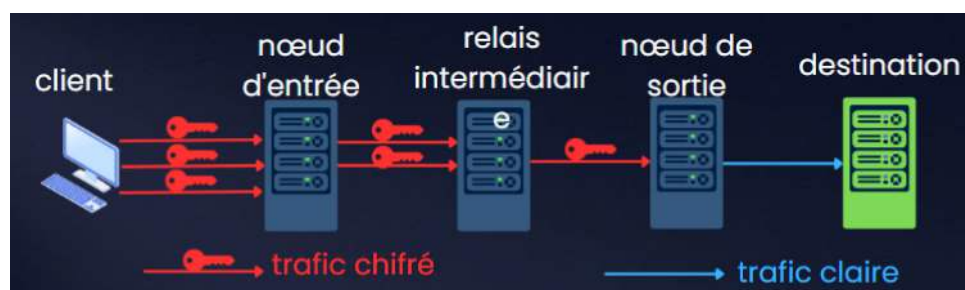 client
nœud
d'entrée
relais
intermédiair
e
nœud de
sortie
destination
trafic chifré
trafic claire